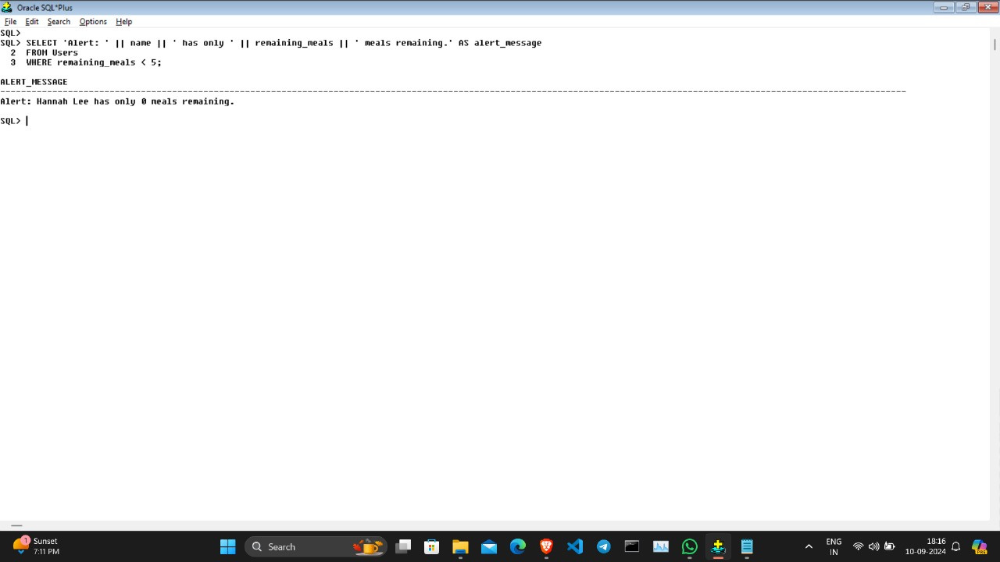 Oracle SQL*Plus
File Edit Search Options Help
SQL>
SQL> SELECT 'Alert: ' || name || ' has only ' || remaining_meals || ' meals remaining.' AS alert_message
2 FROM Users
3 WHERE remaining_meals < 5;
ALERT_MESSAGE
--------------------------------------------------------------------------------------------------------------------------------------------------------------------------------
Alert: Hannah Lee has only 0 meals remaining.
SQL>
1
Sunset
7:11 PM
Search
ENG
IN
18:16
10-09-2024
PRE